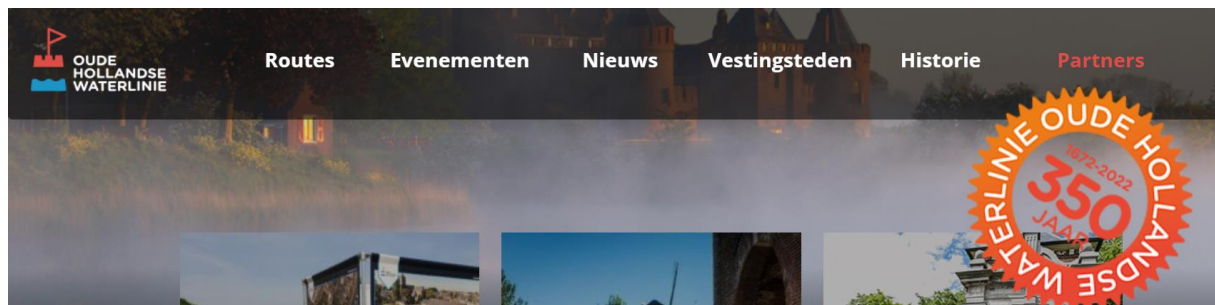 OUDE
HOLLANDSE
WATERLINIE
Routes Evenementen Nieuws Vestingsteden Historie Partners
OUDE HOLLANDSE WATERLINIE
1672-2022
350
JAAR